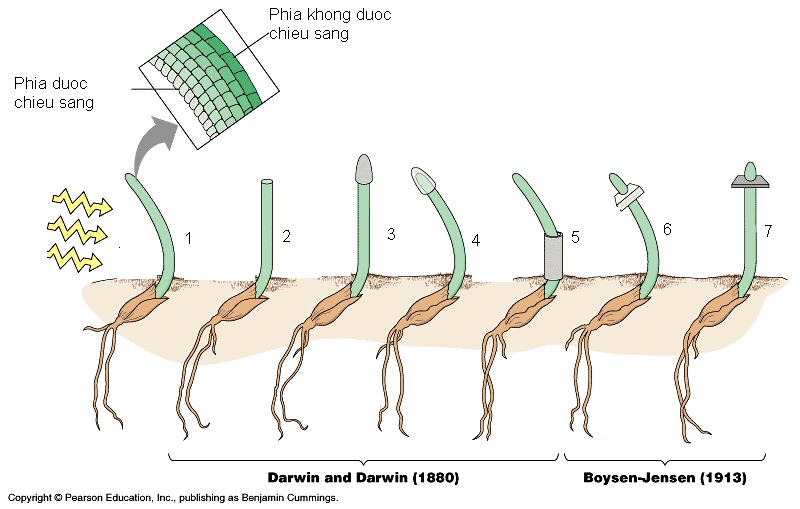 Phia khong duoc
chieu sang
Phia duoc
chieu sang
1
2
3
4
5
6
7
Darwin and Darwin (1880)
Boysen-Jensen (1913)
Copyright © Pearson Education, Inc., publishing as Benjamin Cummings.